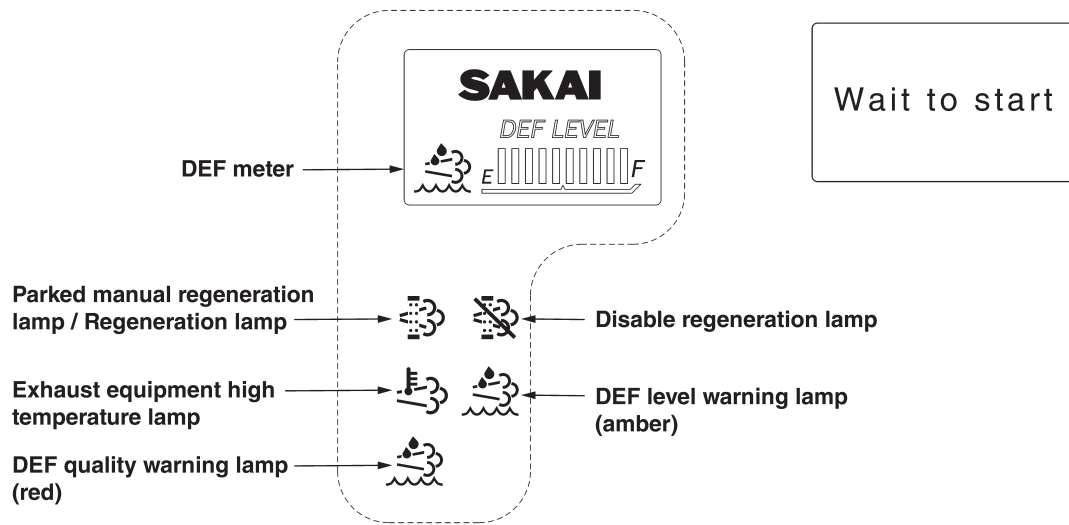 SAKAI
DEF LEVEL
E F
DEF meter
Wait to start
Parked manual regeneration
lamp / Regeneration lamp
Disable regeneration lamp
Exhaust equipment high
temperature lamp
DEF level warning lamp
(amber)
DEF quality warning lamp
(red)